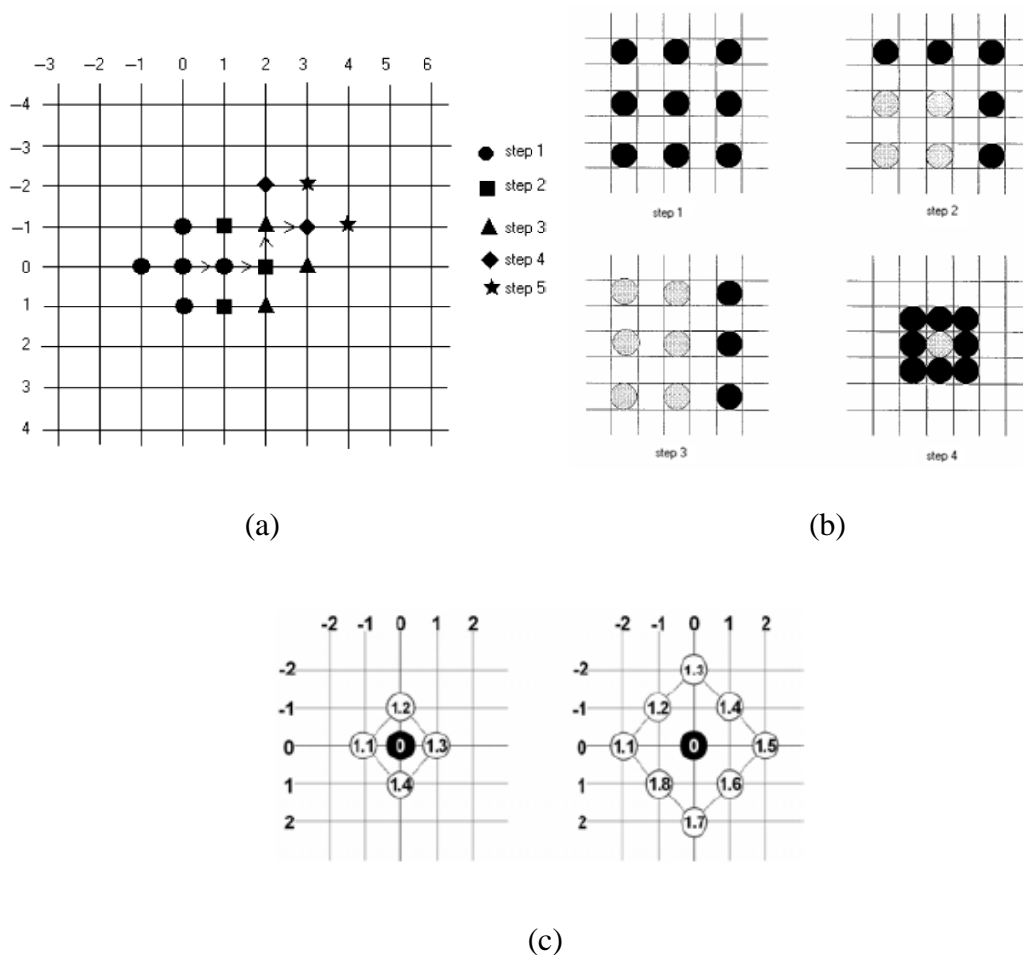 −3 −2 −1 0 1 2 3 4 5 6
−4
−3
−2
−1
0
1
2
3
4
step 1
step 2
step 3
step 4
step 5
(a)
step 1
step 2
step 3
step 4
(b)
-2 -1 0 1 2
-2
-1
0
1
2
1.2
1.1 0 1.3
1.4
-2 -1 0 1 2
-2
-1
0
1
2
1.3
1.2 1.4
1.1 0 1.5
1.8 1.6
1.7
(c)